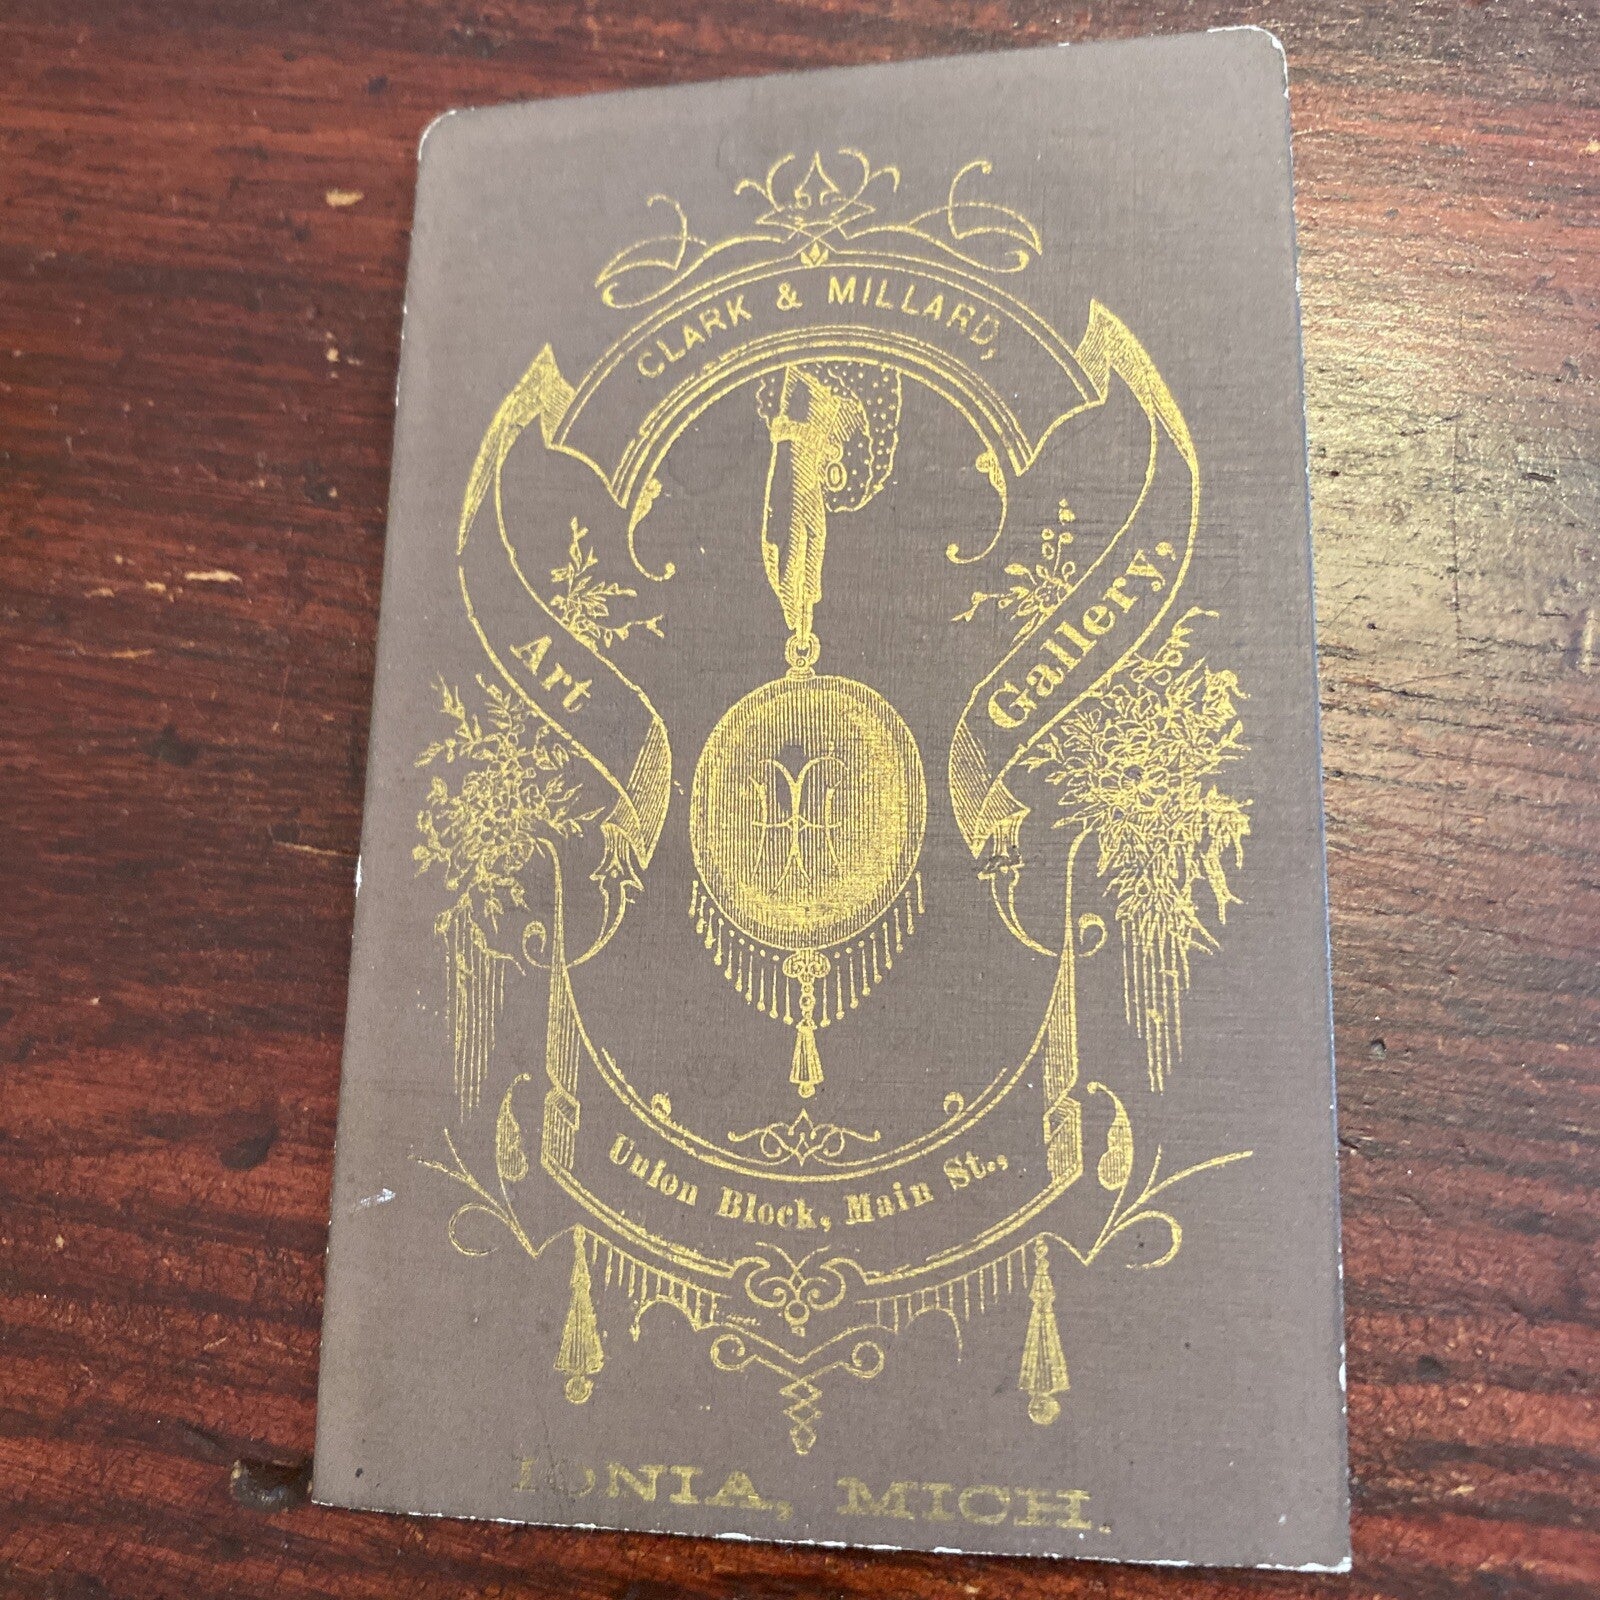 CLARK & MILLARD,
Art Gallery,
Union Block, Main St.,
IONIA, MICH.